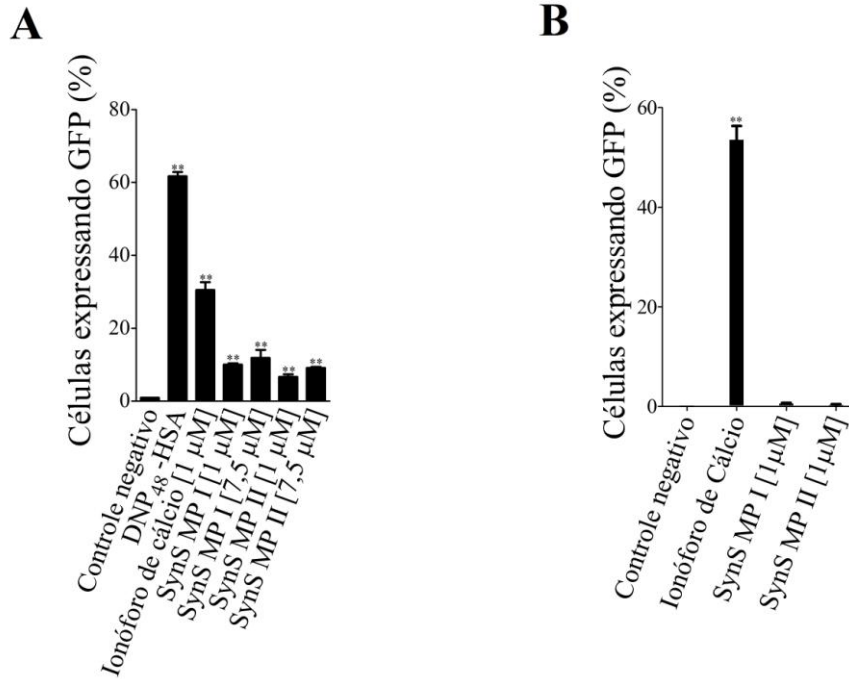 A
Células expressando GFP (%)
80
60
40
20
0
**
**
**
**
**
**
Controle negativo
DNP48-HSA
Ionóforo de cálcio [1 µM]
SynS MP I [1 µM]
SynS MP I [7,5 µM]
SynS MP II [1 µM]
SynS MP II [7,5 µM]
B
Células expressando GFP (%)
60
40
20
0
**
Controle negativo
Ionóforo de Cálcio
SynS MP I [1µM]
SynS MP II [1µM]